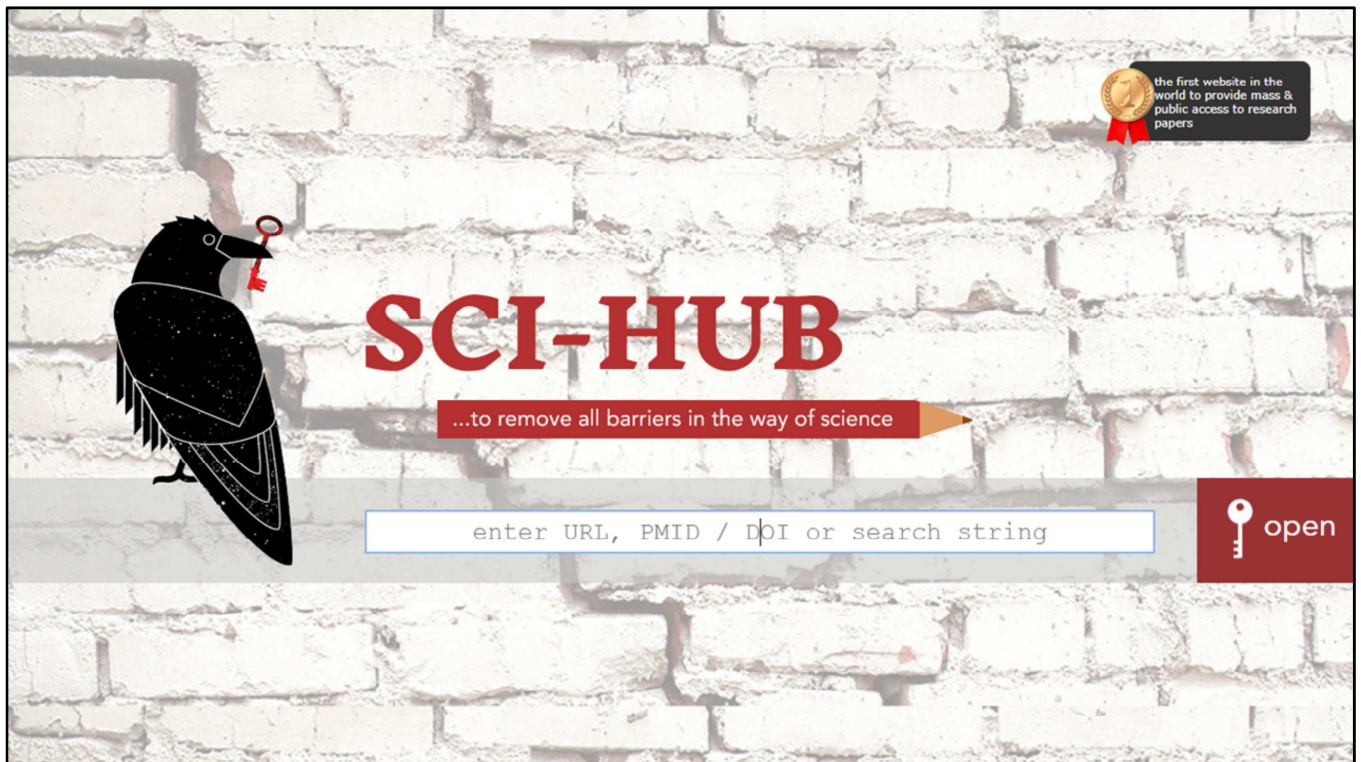 the first website in the
world to provide mass &
public access to research
papers
SCI-HUB
...to remove all barriers in the way of science
enter URL, PMID / DOI or search string
open